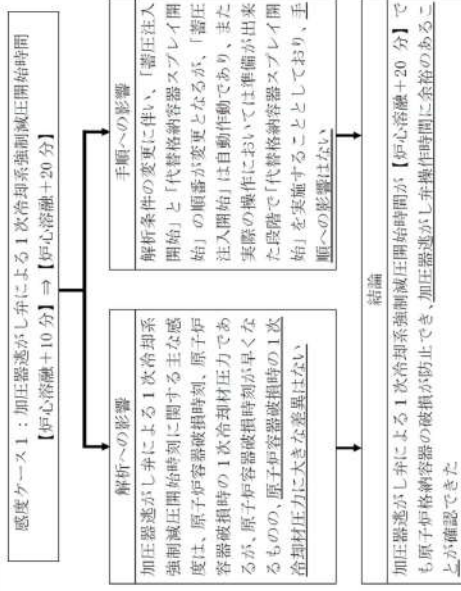 感度ケース1：加圧器逃がし弁による1次冷却系強制減圧開始時間
【炉心溶融+10分】⇒【炉心溶融+20分】
解析への影響
加圧器逃がし弁による1次冷却系
強制減圧開始時刻に関する主な感
度は、原子炉容器破損時刻、原子炉
容器破損時の1次冷却材圧力であ
るが、原子炉容器破損時刻が早くな
るものの、原子炉容器破損時の1次
冷却材圧力に大きな差異はない
手順への影響
解析条件の変更に伴い、「蓄圧注入
開始」と「代替格納容器スプレイ開
始」の順番が変更となるが、「蓄圧
注入開始」は自動作動であり、また
実際の操作においては準備が出来
た段階で「代替格納容器スプレイ開
始」を実施することとしており、手
順への影響はない
結論
加圧器逃がし弁による1次冷却系強制減圧開始時間が【炉心溶融+20 分】で
も原子炉格納容器の破損が防止でき、加圧器逃がし弁操作時間に余裕のあるこ
とが確認できた